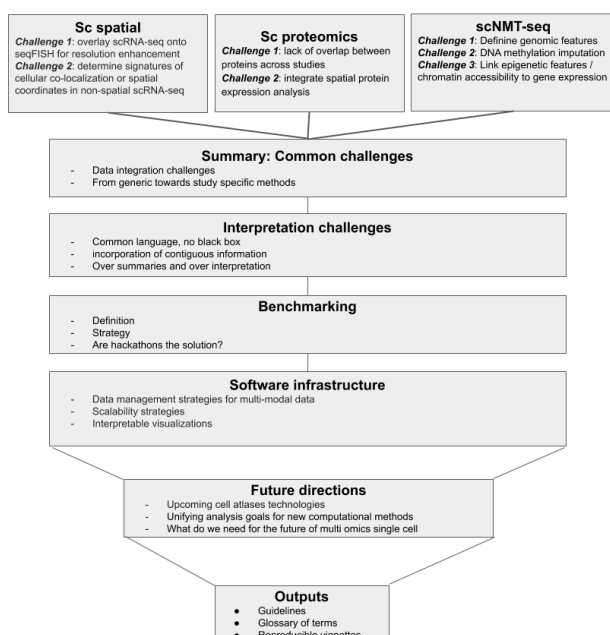 Sc spatial
Challenge 1: overlay scRNA-seq onto
seqFISH for resolution enhancement
Challenge 2: determine signatures of
cellular co-localization or spatial
coordinates in non-spatial scRNA-seq
Sc proteomics
Challenge 1: lack of overlap between
proteins across studies
Challenge 2: integrate spatial protein
expression analysis
scNMT-seq
Challenge 1: Definine genomic features
Challenge 2: DNA methylation imputation
Challenge 3: Link epigenetic features /
chromatin accessibility to gene expression
Summary: Common challenges
- Data integration challenges
- From generic towards study specific methods
Interpretation challenges
- Common language, no black box
- incorporation of contiguous information
- Over summaries and over interpretation
Benchmarking
- Definition
- Strategy
- Are hackathons the solution?
Software infrastructure
- Data management strategies for multi-modal data
- Scalability strategies
- Interpretable visualizations
Future directions
- Upcoming cell atlases technologies
- Unifying analysis goals for new computational methods
- What do we need for the future of multi omics single cell
Outputs
● Guidelines
● Glossary of terms
● Reproducible vignettes